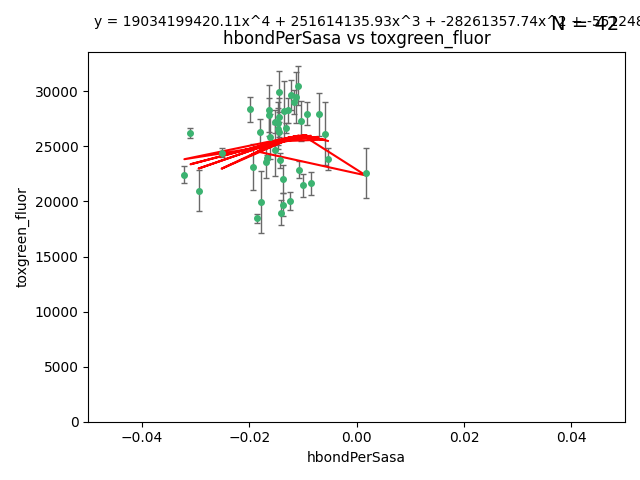 y = 19034199420.11x^4 + 251614135.93x^3 + -28261357.74x^2 +
N = 42
hbondPerSasa vs toxgreen_fluor
toxgreen_fluor
30000
25000
20000
15000
10000
5000
0
−0.04 −0.02 0.00 0.02 0.04
hbondPerSasa